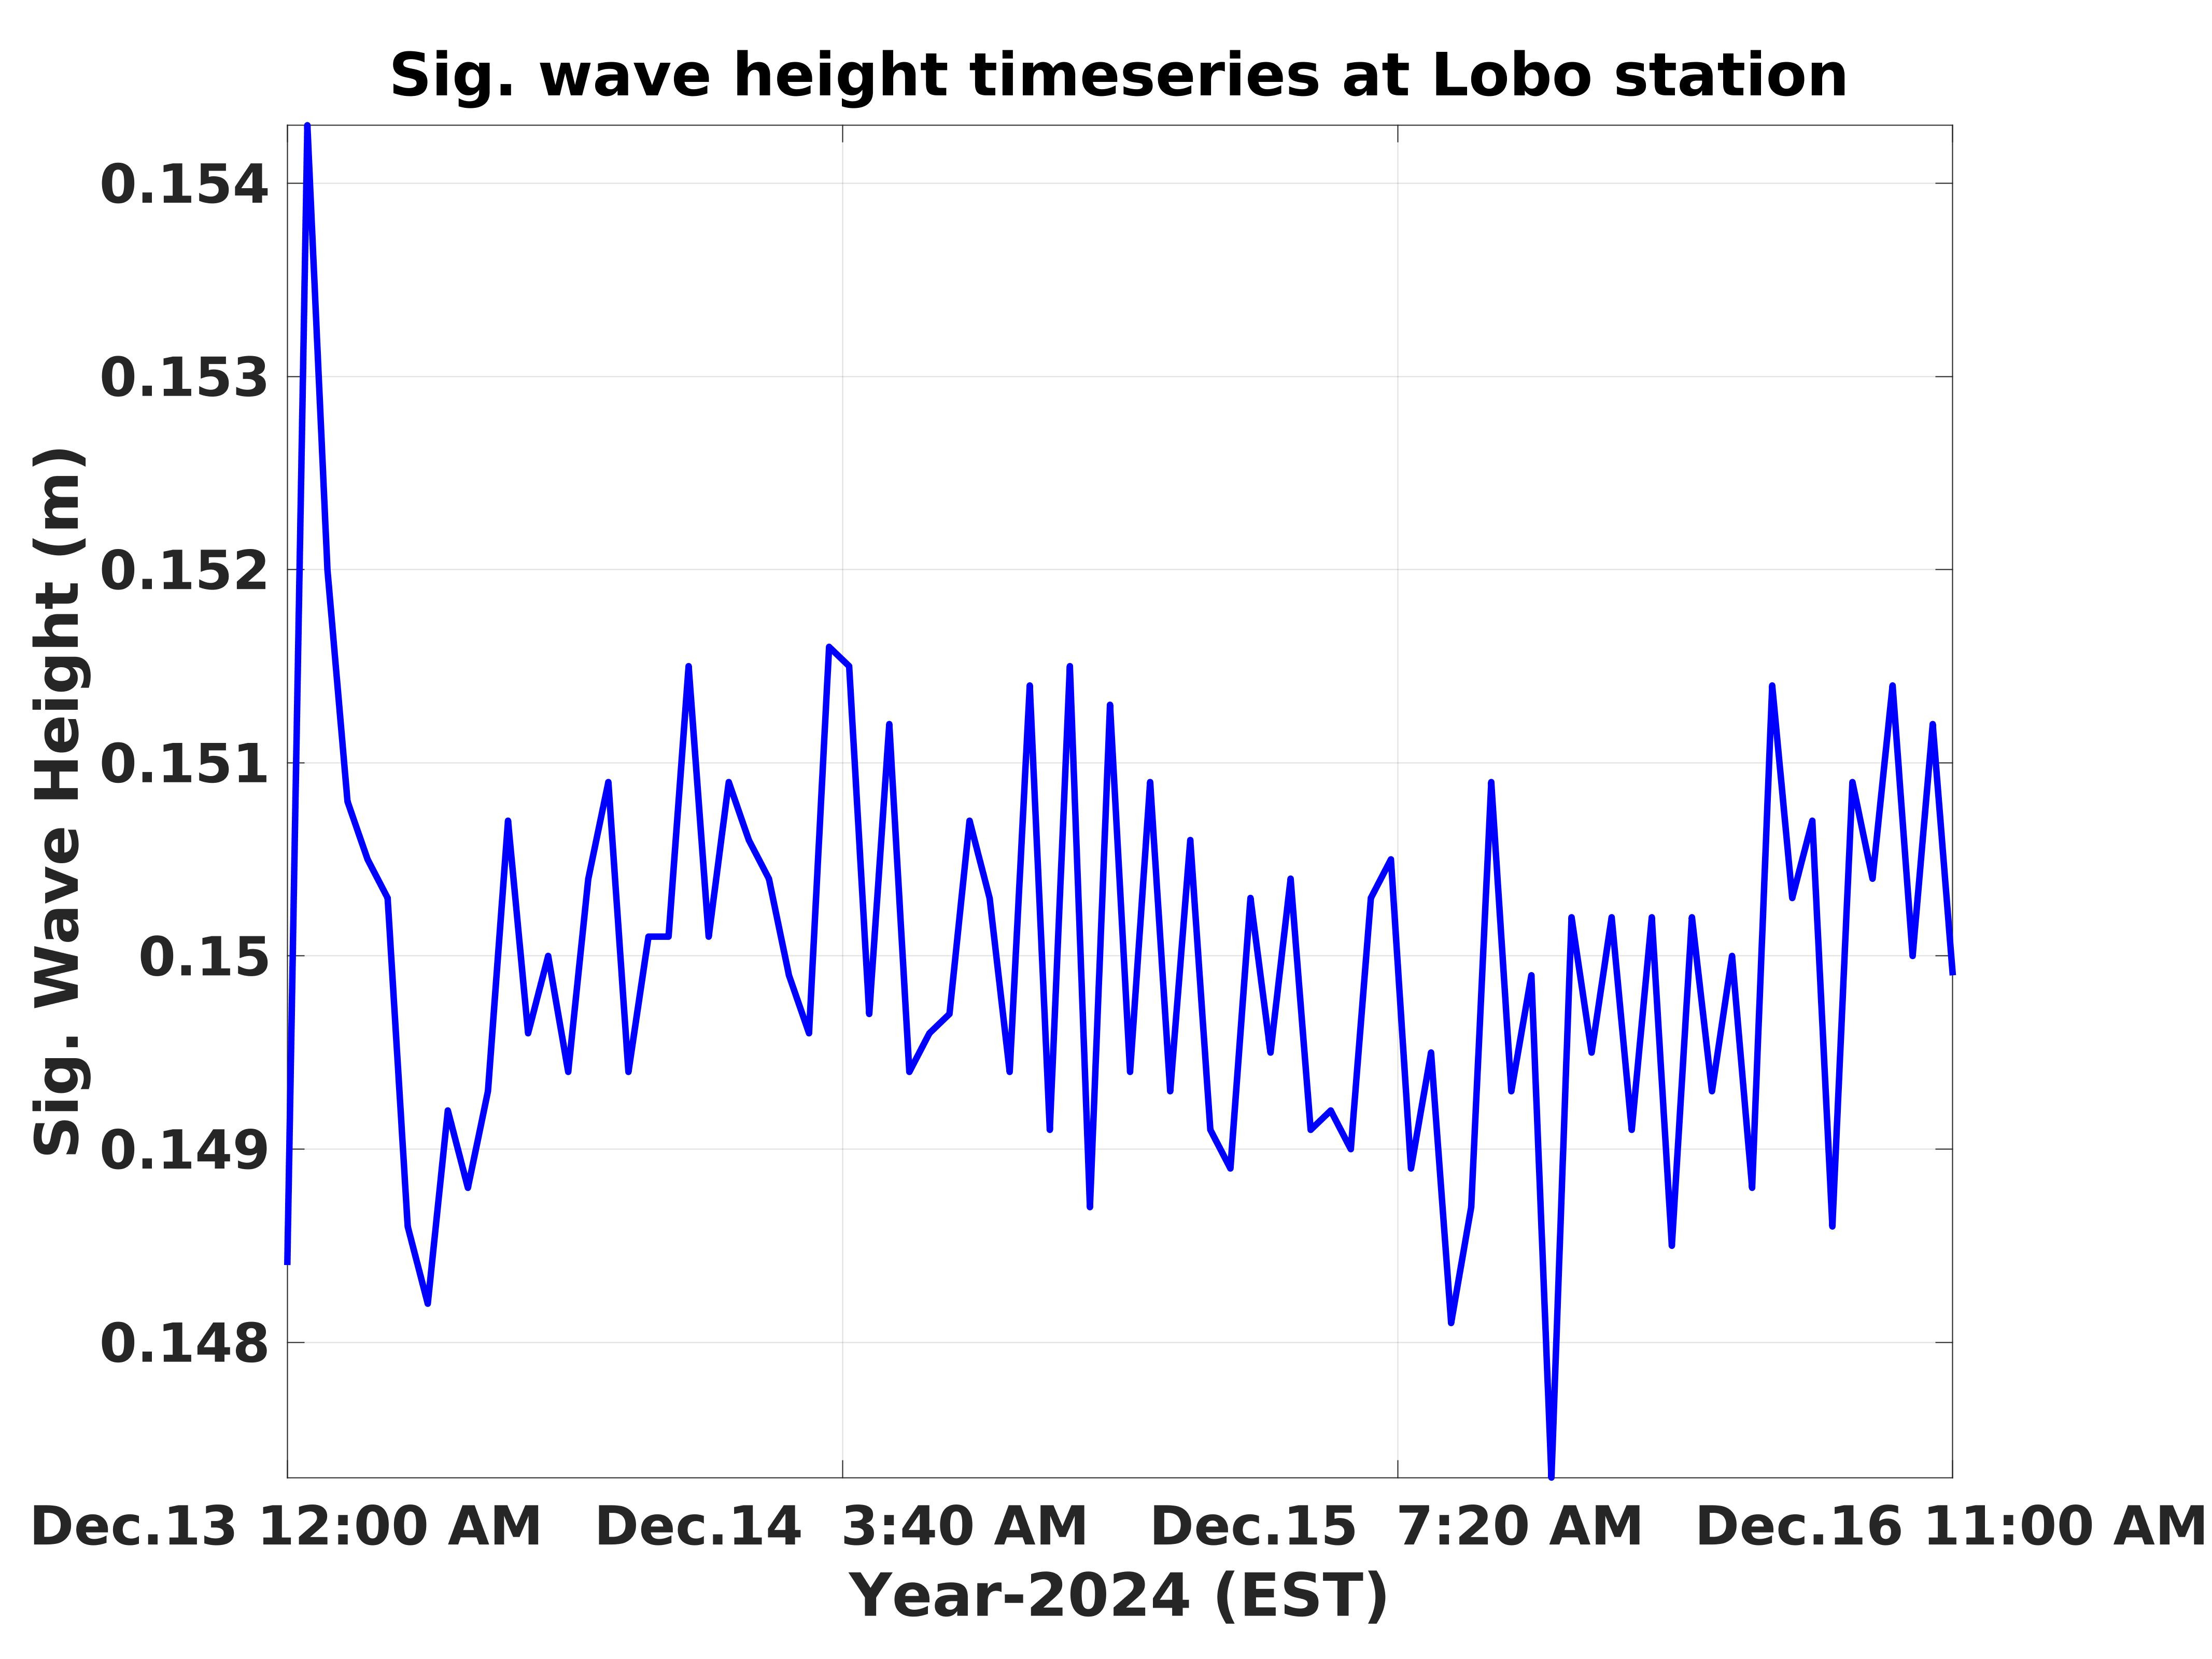 Sig. wave height timeseries at Lobo station
0.154
0.153
0.152
0.151
0.15
0.149
0.148
Sig. Wave Height (m)
Dec.13 12:00 AM Dec.14 3:40 AM Dec.15 7:20 AM Dec.16 11:00 AM
Year-2024 (EST)